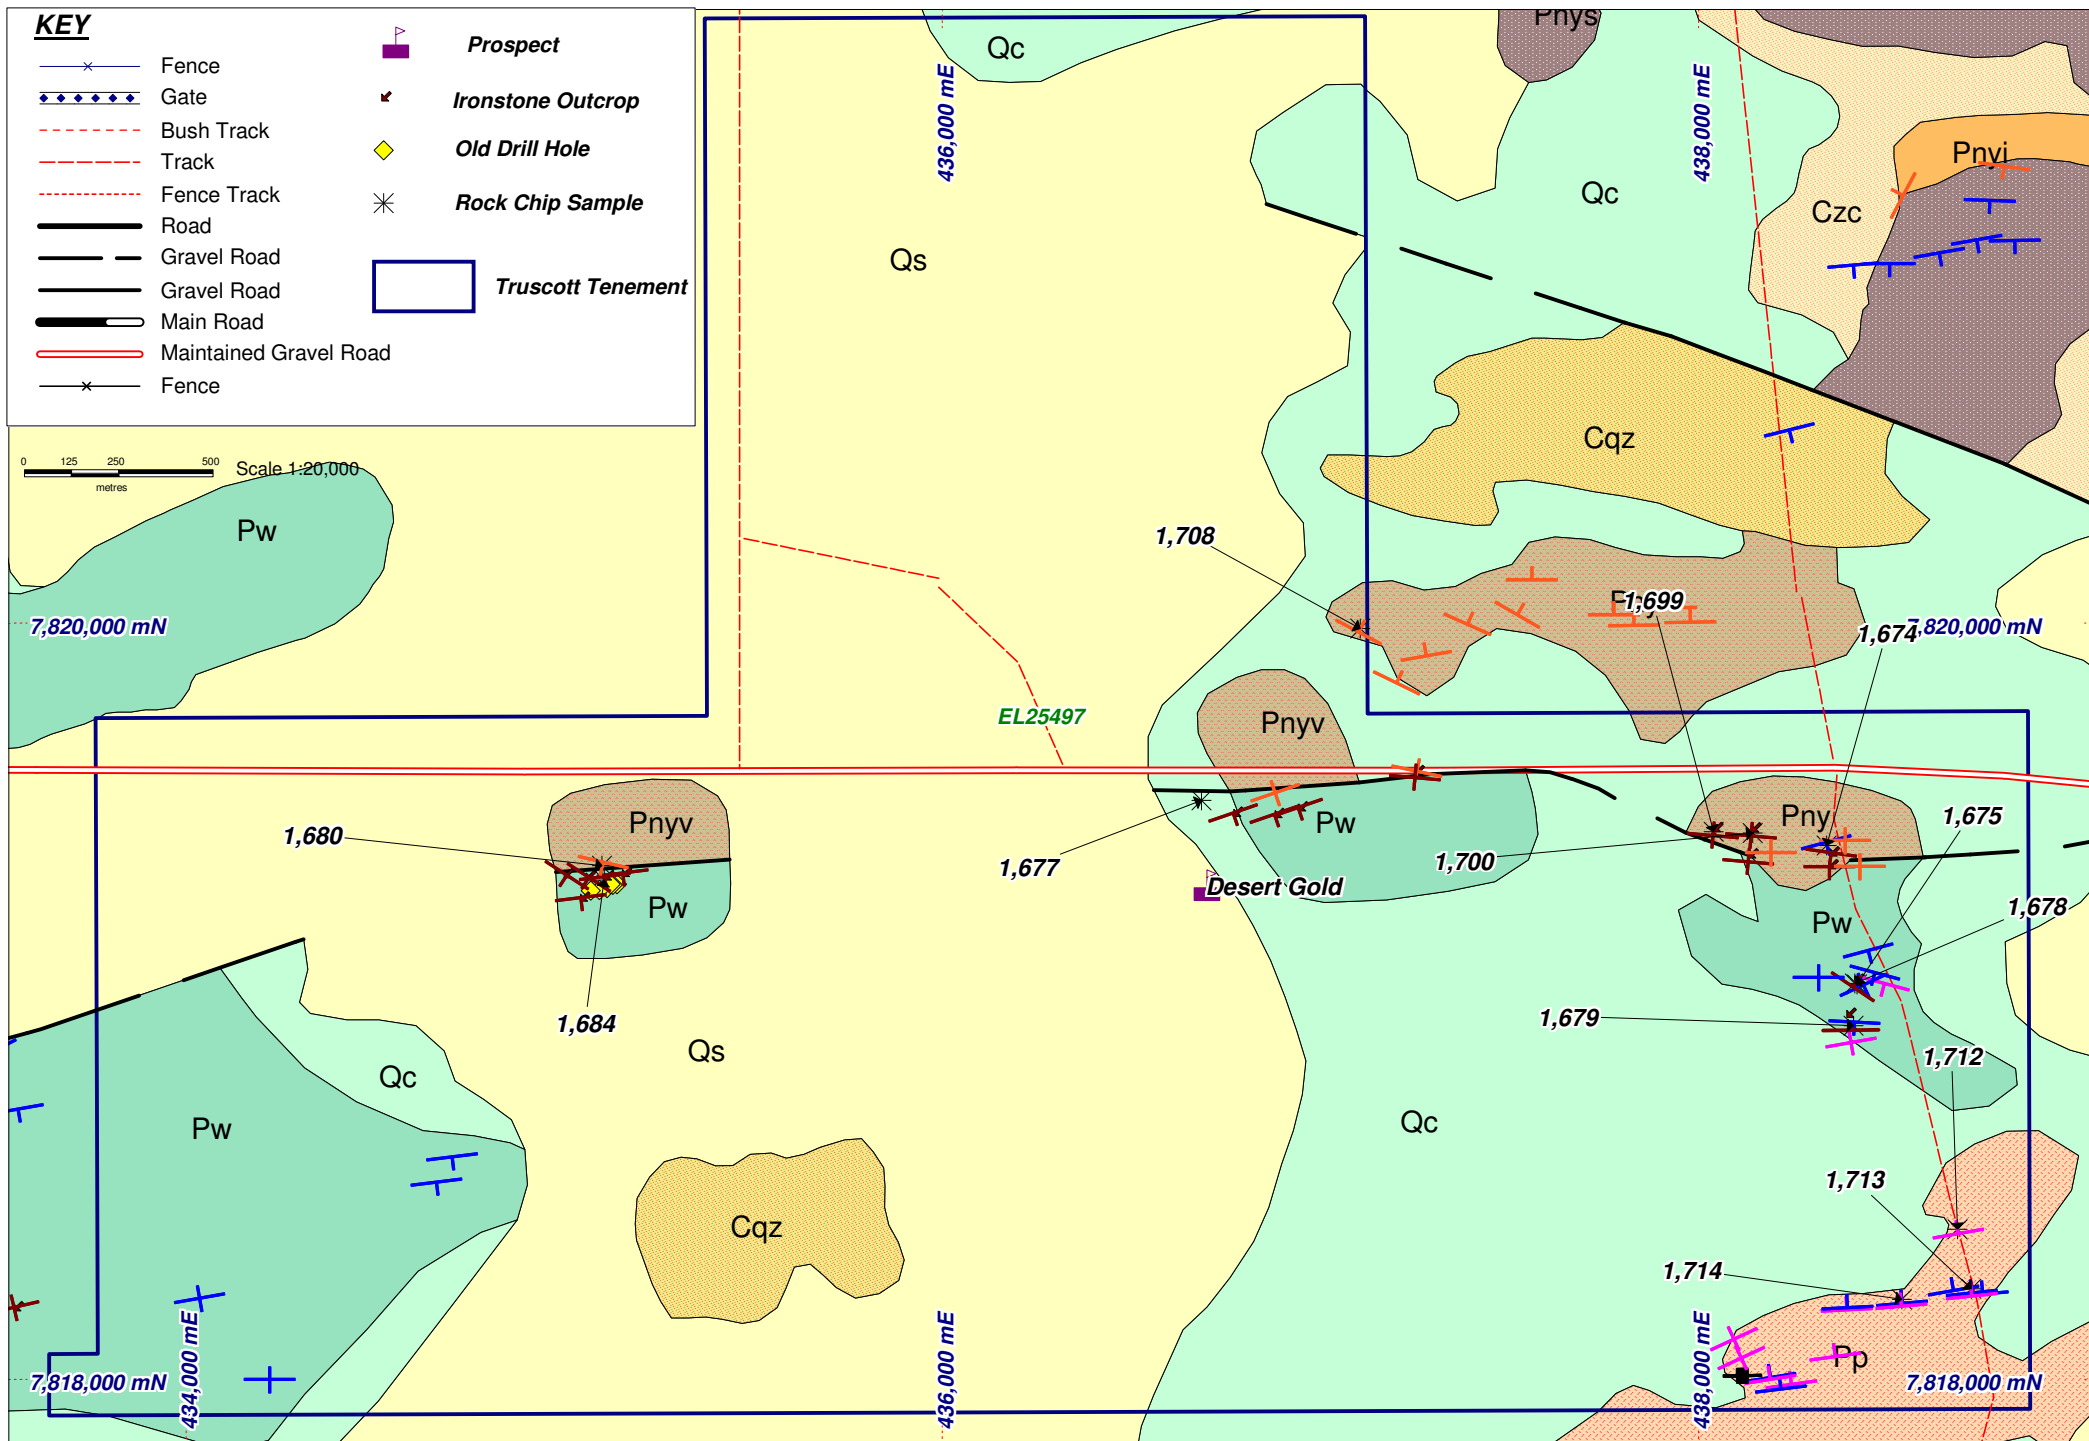 KEY
Fence
Gate
Bush Track
Track
Fence Track
Road
Gravel Road
Gravel Road
Main Road
Maintained Gravel Road
Fence
Prospect
Ironstone Outcrop
Old Drill Hole
Rock Chip Sample
Truscott Tenement
0 125 250 500
Scale 1:20,000
metres
Qc
Pnys
436,000 mE
438,000 mE
Pnyi
Qc
Czc
Qs
Cqz
Pw
1,708
1,699
1,674
7,820,000 mN
7,820,000 mN
EL25497
Pnyv
Pnyv
Pw
Pny
1,675
1,680
1,677
1,700
Desert Gold
Pw
Pw
1,678
1,684
1,679
Qs
1,712
Qc
Pw
Qc
1,713
Cqz
1,714
Pp
7,818,000 mN
434,000 mE
436,000 mE
438,000 mE
7,818,000 mN